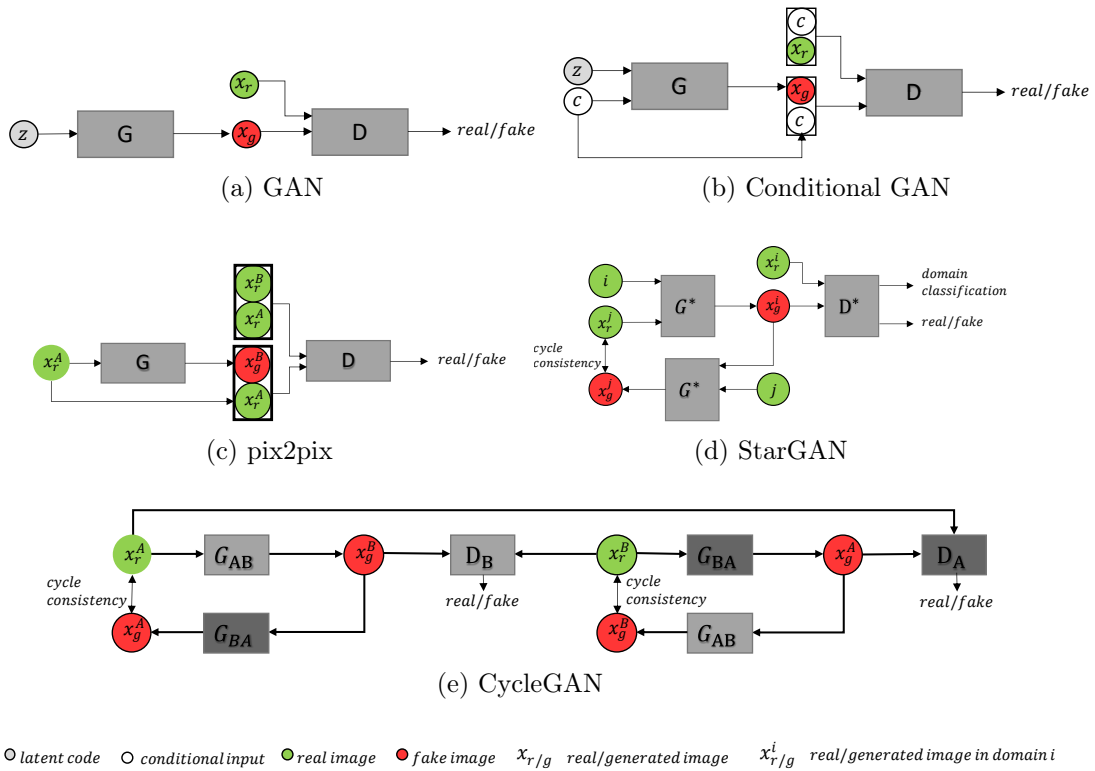 z
G
x_r
x_g
D
real/fake
(a) GAN
z
c
G
c
x_r
x_g
c
D
real/fake
(b) Conditional GAN
x_r^A
G
x_r^B
x_r^A
x_g^B
x_r^A
D
real/fake
(c) pix2pix
i
x_r^j
G*
x_r^i
x_g^i
D*
domain
classification
real/fake
cycle
consistency
x_g^j
G*
j
(d) StarGAN
x_r^A
G_AB
x_g^B
D_B
x_r^B
G_BA
x_g^A
D_A
cycle
consistency
real/fake
cycle
consistency
real/fake
x_g^A
G_BA
x_g^B
G_AB
(e) CycleGAN
latent code conditional input real image fake image x_r/g real/generated image x_r/g^i real/generated image in domain i